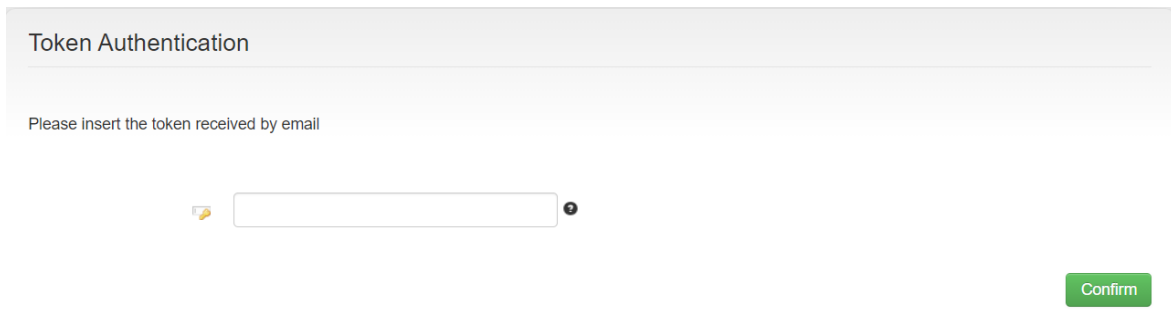 Token Authentication
Please insert the token received by email
Confirm